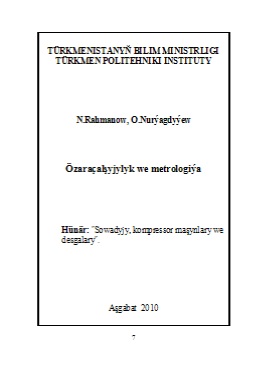 TÜRKMENISTANYŇ BILIM MINISTRLIGI
TÜRKMEN POLITEHNIKI INSTITUTY
N.Rahmanow, O.Nurýagdyýew
Özaraçalşyjylyk we metrologiýa
Hünär: "Sowadyjy, kompressor maşynlary we
desgalary".
Aşgabat 2010
7